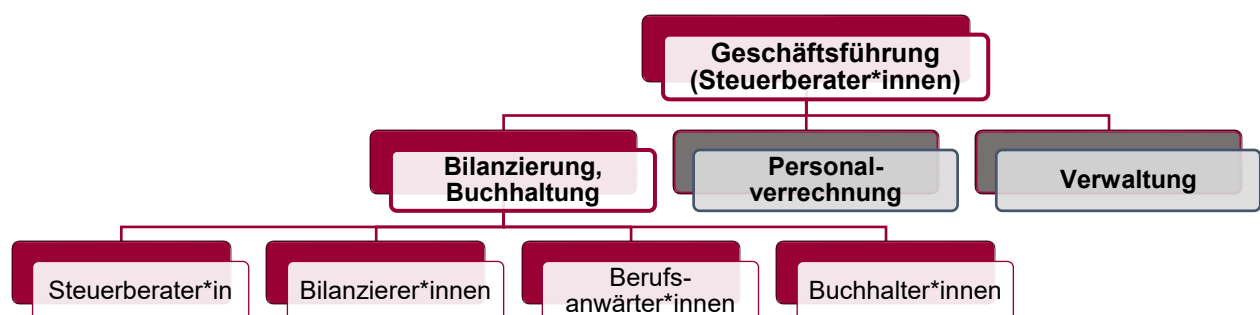 Geschäftsführung
(Steuerberater*innen)
Bilanzierung,
Buchhaltung
Personal-
verrechnung
Verwaltung
Steuerberater*in
Bilanzierer*innen
Berufs-
anwärter*innen
Buchhalter*innen